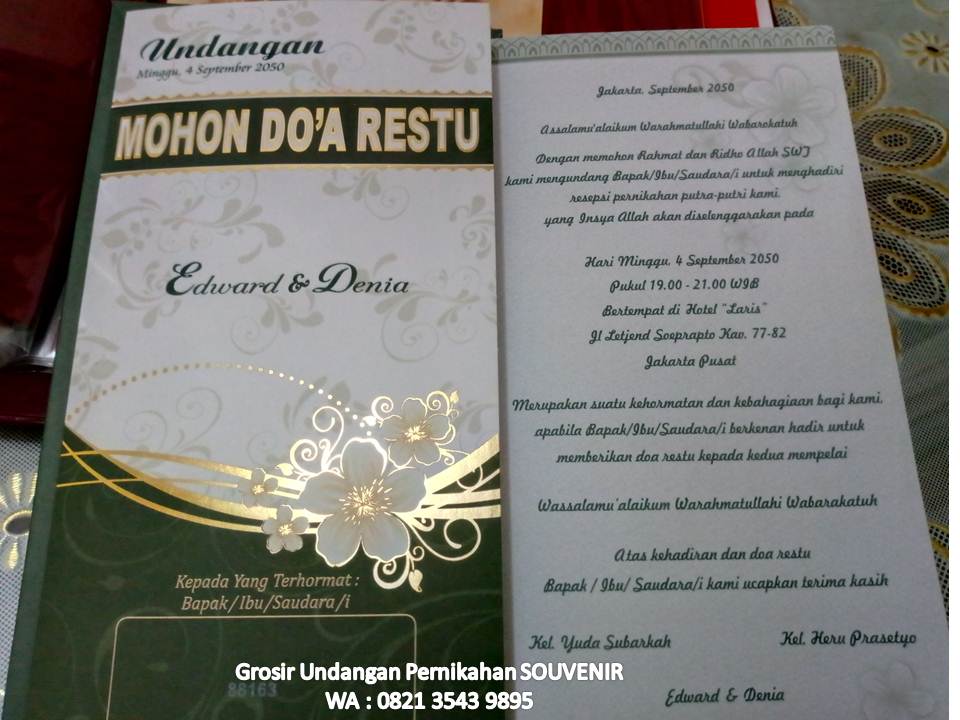 Undangan
Minggu, 4 September 2050
MOHON DO'A RESTU
Edward & Denia
Kepada Yang Terhormat :
Bapak/Ibu/Saudara/i
88163
Jakarta, September 2050
Assalamu'alaikum Warahmatullahi Wabarokatuh
Dengan memohon Rahmat dan Ridho Allah SWT
kami mengundang Bapak/Ibu/Saudara/i untuk menghadiri
resepsi pernikahan putra-putri kami,
yang Insya Allah akan diselenggarakan pada
Hari Minggu, 4 September 2050
Pukul 19.00 - 21.00 WIB
Bertempat di Hotel "Laris"
Jl Letjend Soeprapto Kav. 77-82
Jakarta Pusat
Merupakan suatu kehormatan dan kebahagiaan bagi kami,
apabila Bapak/Ibu/Saudara/i berkenan hadir untuk
memberikan doa restu kepada kedua mempelai
Wassalamu'alaikum Warahmatullahi Wabarakatuh
Atas kehadiran dan doa restu
Bapak / Ibu/ Saudara/i kami ucapkan terima kasih
Kel. Yuda Subarkah
Kel. Heru Prasetyo
Edward & Denia
Grosir Undangan Pernikahan SOUVENIR
WA : 0821 3543 9895